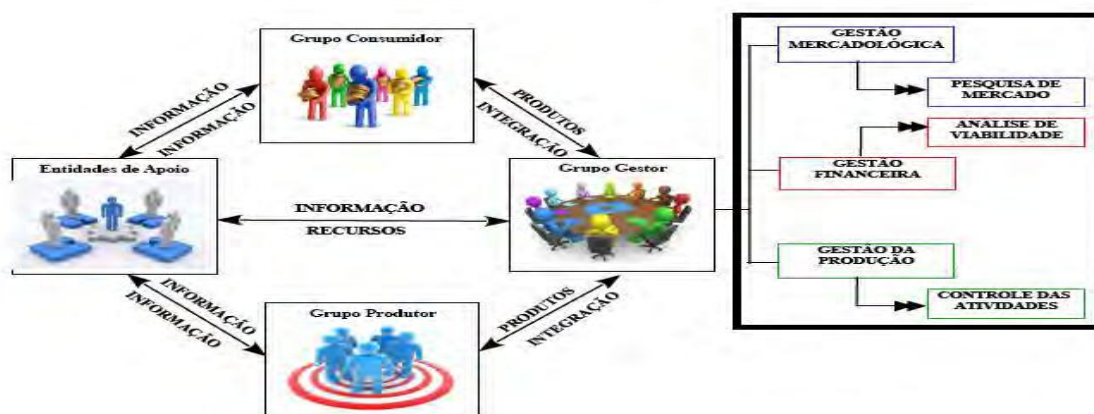 Grupo Consumidor
INFORMAÇÃO
INFORMAÇÃO
PRODUTOS
INTEGRAÇÃO
Entidades de Apoio
INFORMAÇÃO
RECURSOS
Grupo Gestor
INFORMAÇÃO
INFORMAÇÃO
Grupo Produtor
PRODUTOS
INTEGRAÇÃO
GESTÃO
MERCADOLÓGICA
PESQUISA DE
MERCADO
ANALISE DE
VIABILIDADE
GESTÃO
FINANCEIRA
GESTÃO DA
PRODUÇÃO
CONTROLE DAS
ATIVIDADES